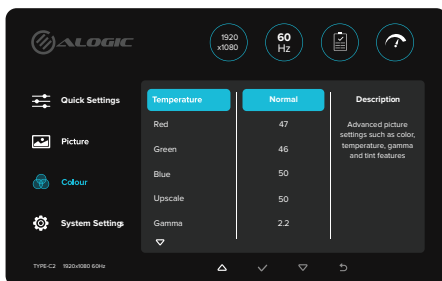 ALOGIC
1920
x1080
60
Hz
Quick Settings
Picture
Colour
System Settings
Temperature
Normal
Red
47
Green
46
Blue
50
Upscale
50
Gamma
2.2
Description
Advanced picture
settings such as color,
temperature, gamma
and tint features
TYPE-C2 1920x1080 60Hz